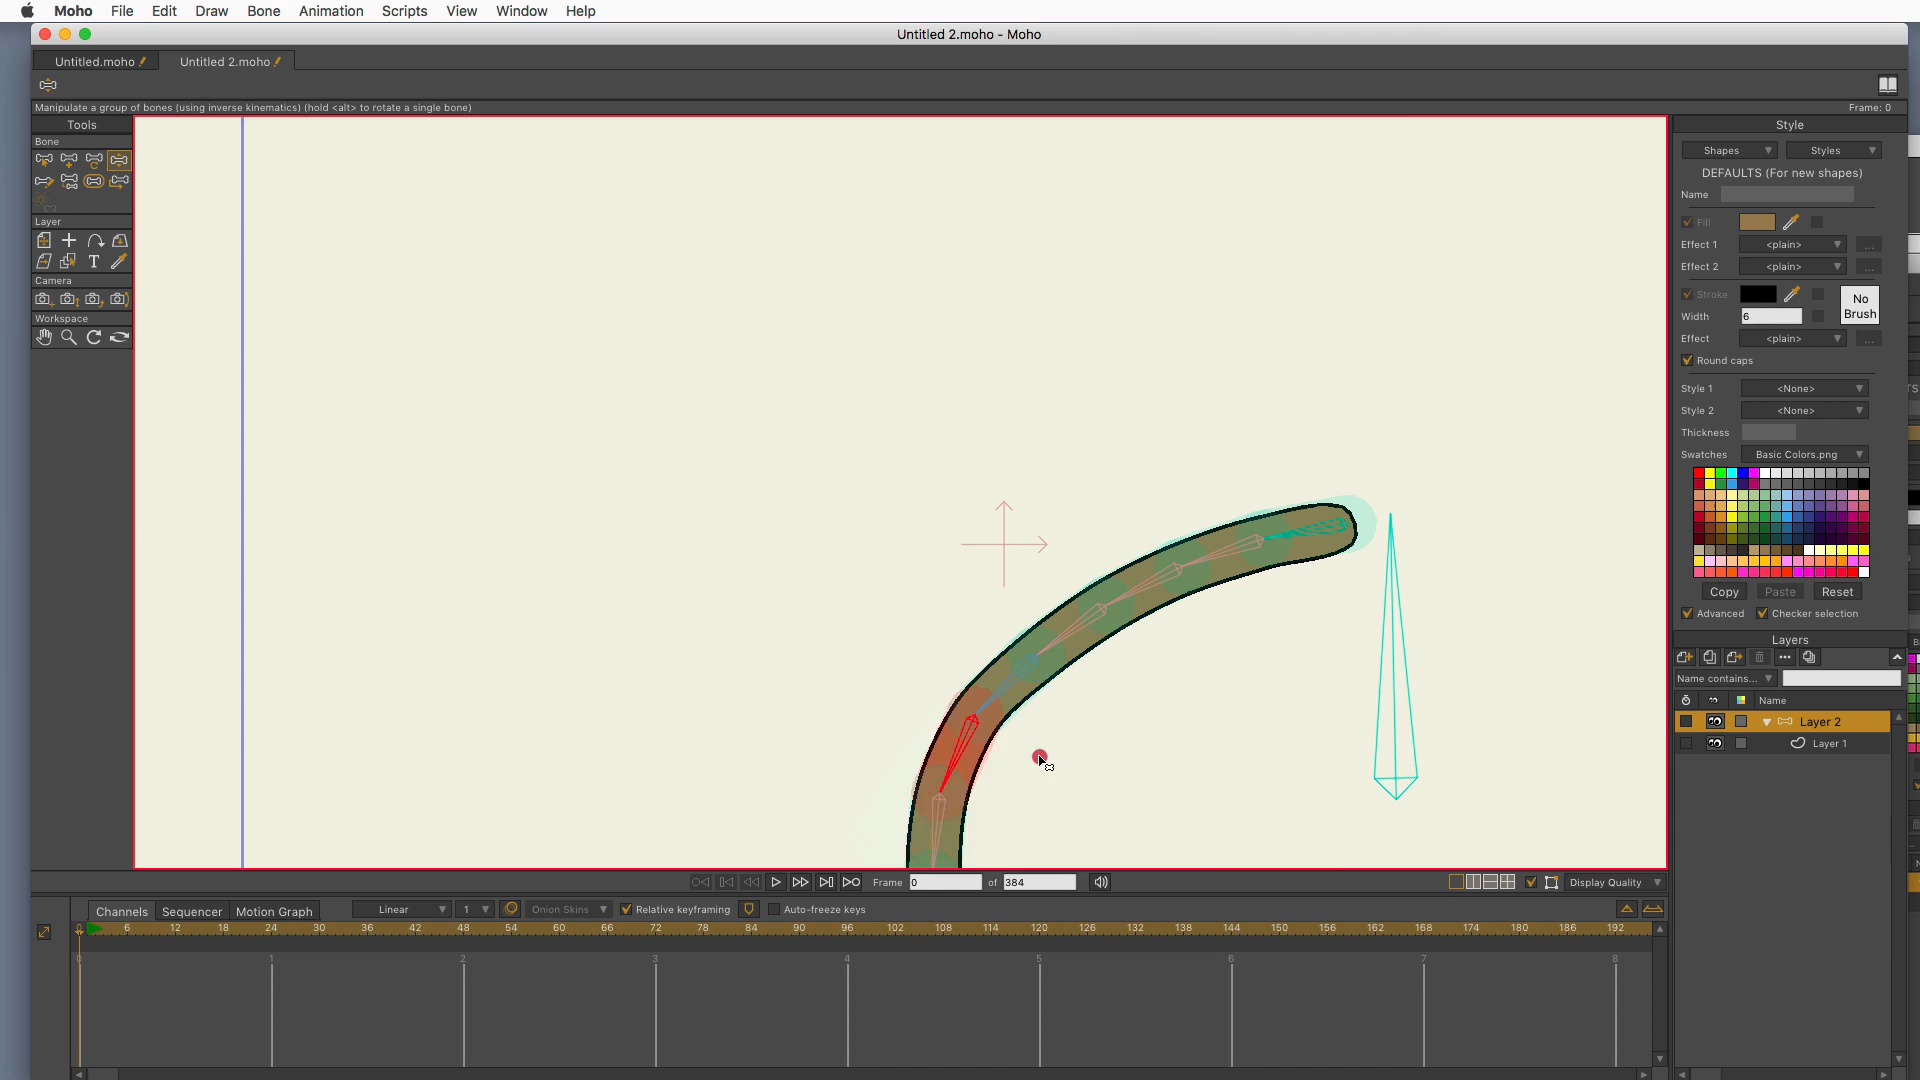 Moho File Edit Draw Bone Animation Scripts View Window Help
Untitled 2.moho - Moho
Untitled.moho Untitled 2.moho
Manipulate a group of bones (using inverse kinematics) (hold <alt> to rotate a single bone) Frame: 0
Tools
Bone
Layer
T
Camera
Workspace
Style
Shapes Styles
DEFAULTS (For new shapes)
Name
Fill
Effect 1 <plain> ...
Effect 2 <plain> ...
Stroke
No Brush
Width 6
Effect <plain> ...
Round caps
Style 1 <None>
Style 2 <None>
Thickness
Swatches Basic Colors.png
Copy Paste Reset
Advanced Checker selection
Layers
Name contains...
Name
Layer 2
Layer 1
Frame 0 of 384 Display Quality
Channels Sequencer Motion Graph Linear 1 Onion Skins Relative keyframing Auto-freeze keys
0 6 12 18 24 30 36 42 48 54 60 66 72 78 84 90 96 102 108 114 120 126 132 138 144 150 156 162 168 174 180 186 192
0 1 2 3 4 5 6 7 8